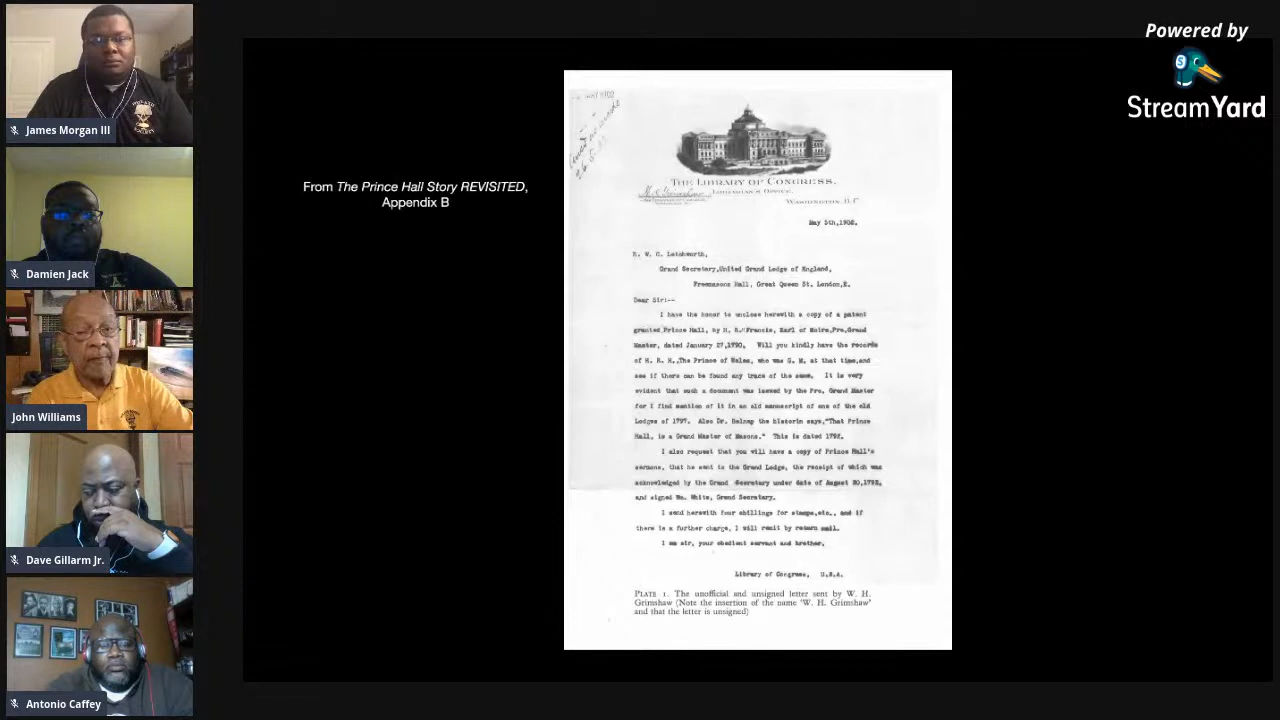 James Morgan III
Damien Jack
John Williams
Dave Gillarm Jr.
Antonio Caffey
Powered by
StreamYard
From The Prince Hall Story REVISITED,
Appendix B
THE LIBRARY OF CONGRESS.
LIBRARIAN'S OFFICE.
WASHINGTON, D.C.
May 5th,1902.
Grand Secretary,United Grand Lodge of England,
Freemasons Hall, Great Queen St. London,E.
Dear Sir:--
I have the honor to unclose herewith a copy of a patent
granted Prince Hall, by H. R. Francis, Earl of Moira,Pro,Grand
Master, dated January 27,1790. Will you kindly have the records
of H. R. H.,The Prince of Wales, who was G. M. at that time,and
see if there can be found any trace of the same. It is very
evident that such a document was issued by the Pro, Grand Master
for I find mention of it in an old manuscript of one of the old
Lodges of 1797. Also Dr. Belnap the historin says,"That Prince
Hall, is a Grand Master of Masons." This is dated 1792.
I also request that you will have a copy of Prince Hall's
sermons, that he sent to the Grand Lodge, the receipt of which was
acknowledged by the Grand Secretary under date of August 20,1792,
and signed Wm. White, Grand Secretary.
I send herewith four shillings for stamps,etc., and if
there is a further charge, I will remit by return mail.
I am sir, your obedient servant and brother,
Library of Congress, U.S.A.
PLATE 1. The unofficial and unsigned letter sent by W. H.
Grimshaw (Note the insertion of the name 'W. H. Grimshaw'
and that the letter is unsigned)